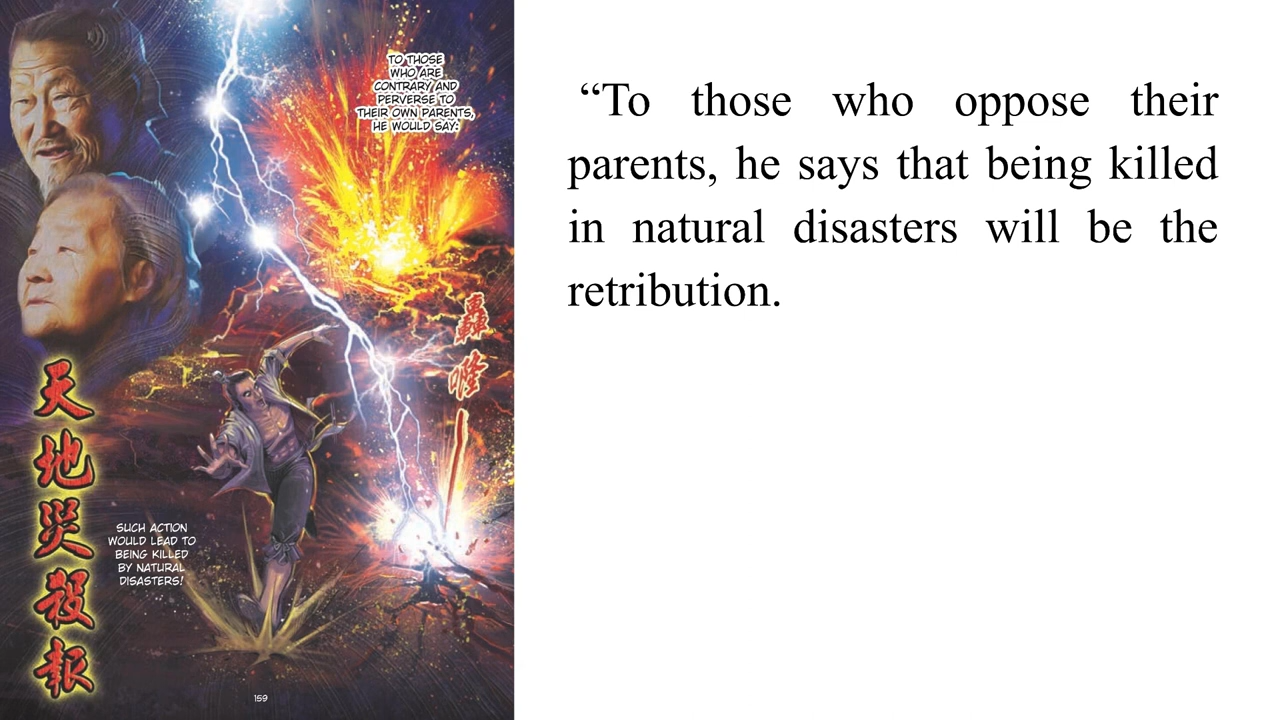 TO THOSE
WHO ARE
CONTRARY AND
PERVERSE TO
THEIR OWN PARENTS,
HE WOULD SAY:
轟
嚨
天
地
災
殺
報
SUCH ACTION
WOULD LEAD TO
BEING KILLED
BY NATURAL
DISASTERS!
159
“To those who oppose their
parents, he says that being killed
in natural disasters will be the
retribution.